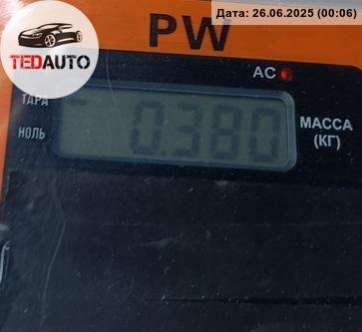 Дата: 26.06.2025 (00:06)
TEDAUTO
PW
AC
ТАРА
НОЛЬ
0.380
МАССА
(КГ)